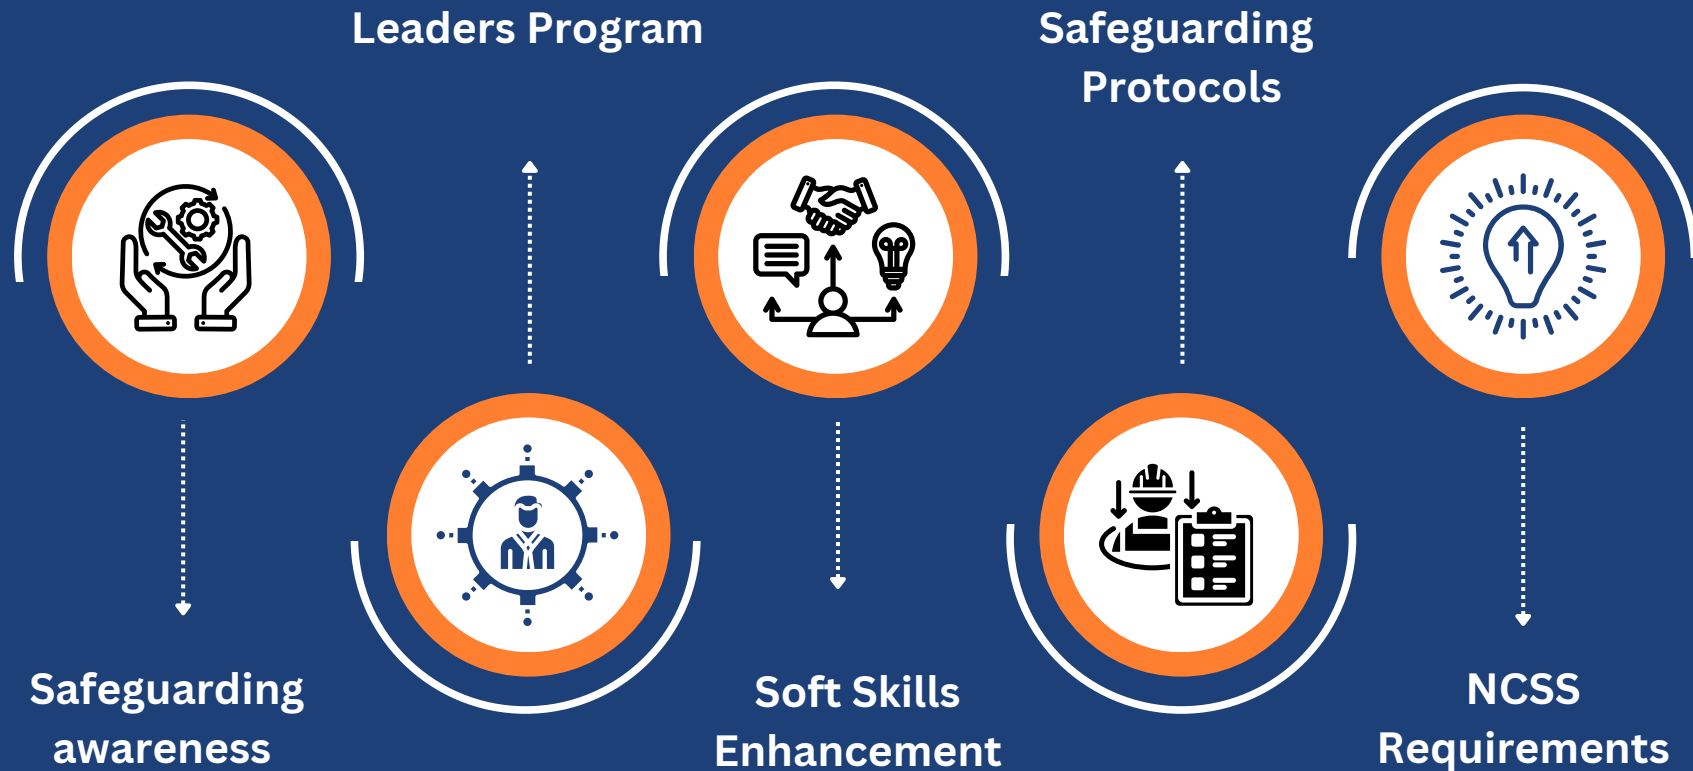 Leaders Program
Safeguarding
Protocols
Safeguarding
awareness
Soft Skills
Enhancement
NCSS
Requirements